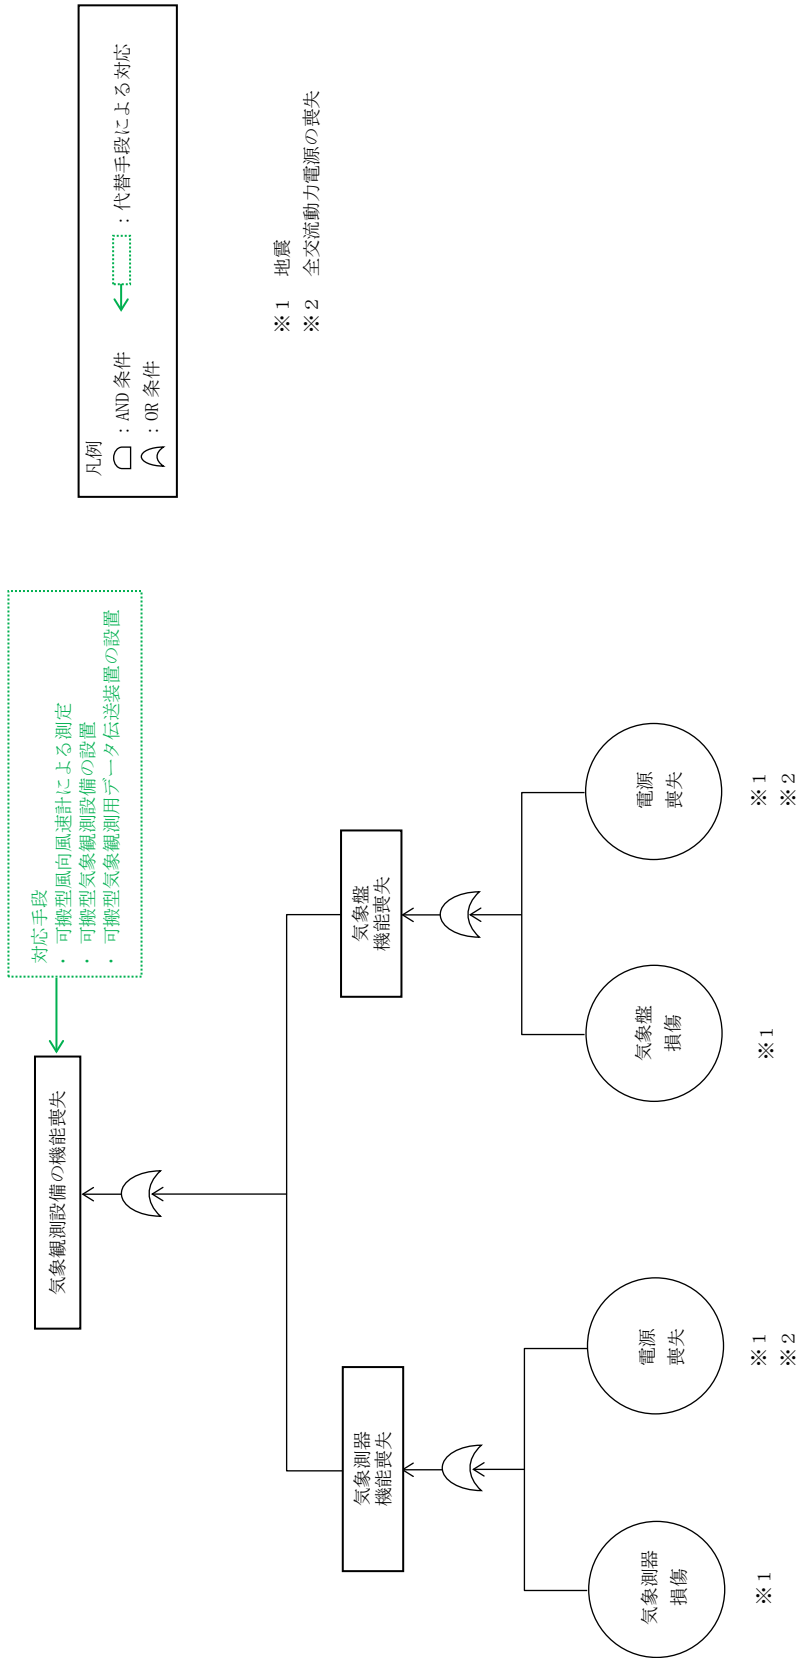 凡例
：AND 条件
：OR 条件
：代替手段による対応
※１　地震
※２　全交流動力電源の喪失
対応手段
・ 可搬型風向風速計による測定
・ 可搬型気象観測設備の設置
・ 可搬型気象観測用データ伝送装置の設置
気象観測設備の機能喪失
気象測器
機能喪失
気象盤
機能喪失
気象測器
損傷
※１
電源
喪失
※１
※２
気象盤
損傷
※１
電源
喪失
※１
※２